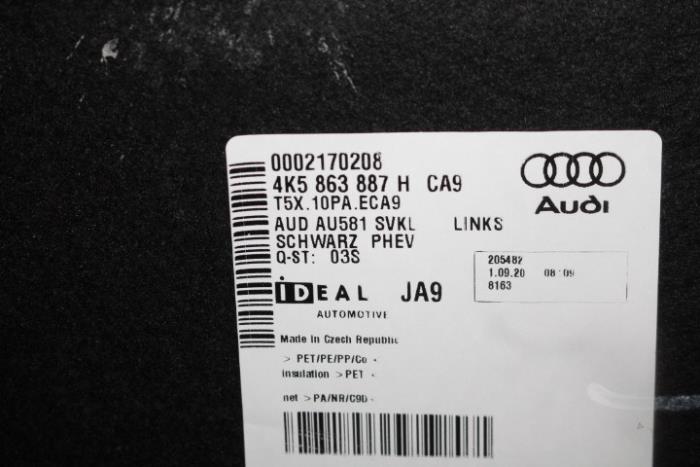 0002170208
4K5 863 887 H CA9
T5X.10PA.ECA9
AUD AU581 SVKL LINKS
SCHWARZ PHEV
Q-ST: 03S
Audi
205482
1.09.20 08:09
8163
IDEAL JA9
AUTOMOTIVE
Made in Czech Republic
> PET/PE/PP/Co <
insulation >PET <
net >PA/NR/C9D<